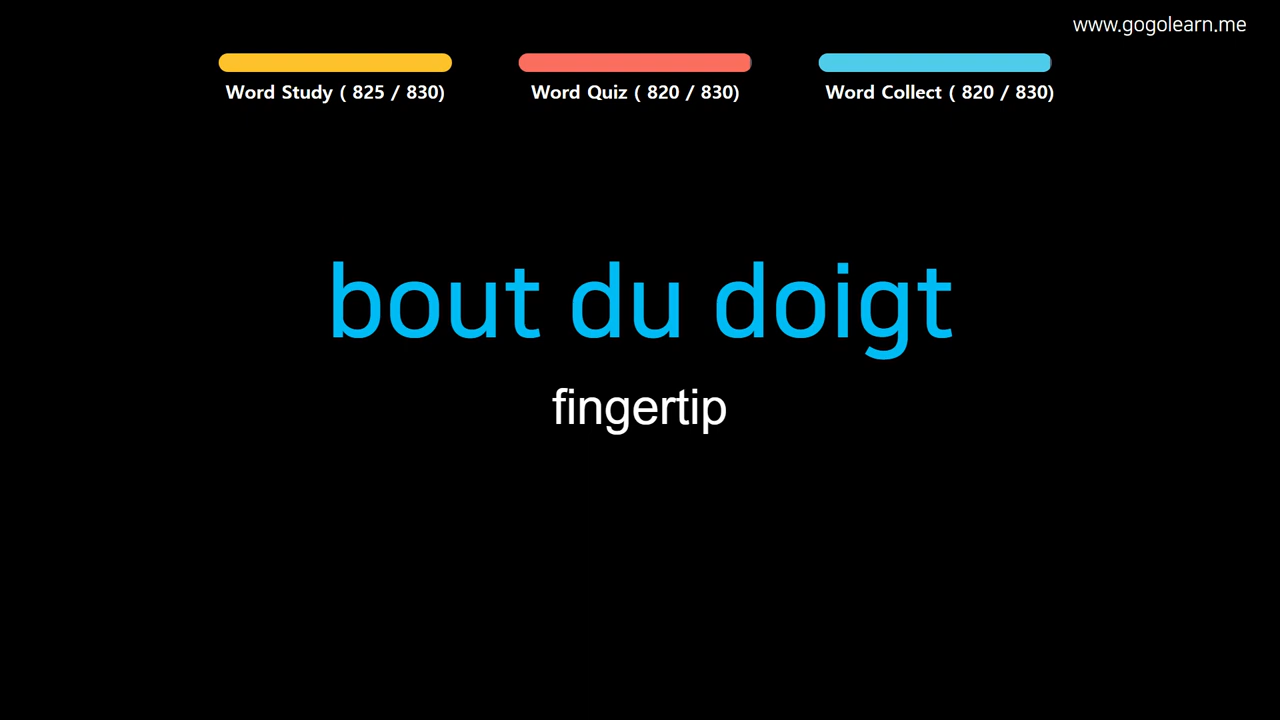 www.gogolearn.me
Word Study ( 825 / 830)
Word Quiz ( 820 / 830)
Word Collect ( 820 / 830)
bout du doigt
fingertip